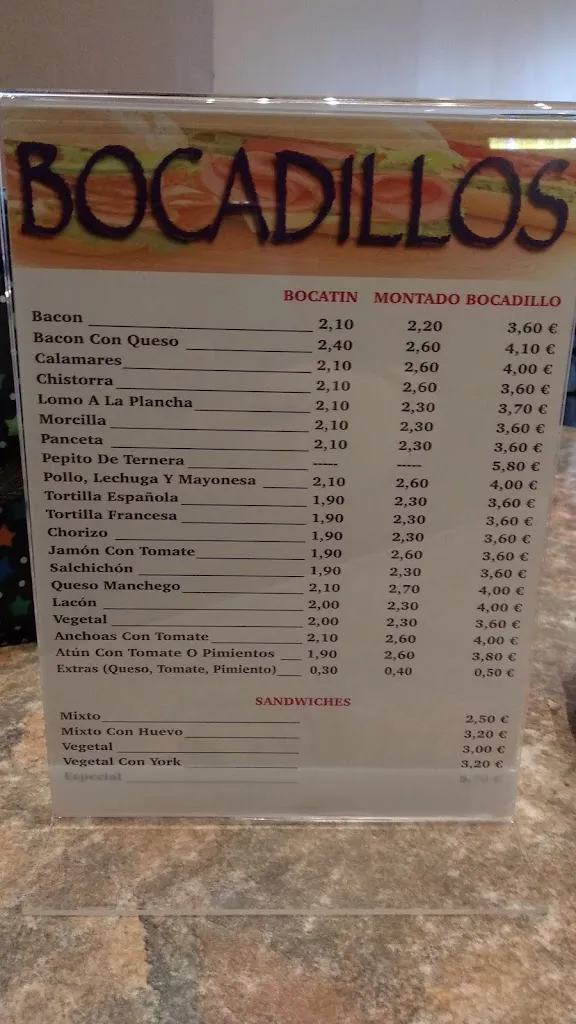 BOCADILLOS
BOCATIN MONTADO BOCADILLO
Bacon 2,10 2,20 3,60 €
Bacon Con Queso 2,40 2,60 4,10 €
Calamares 2,10 2,60 4,00 €
Chistorra 2,10 2,60 3,60 €
Lomo A La Plancha 2,10 2,30 3,70 €
Morcilla 2,10 2,30 3,60 €
Panceta 2,10 2,30 3,60 €
Pepito De Ternera ----- ----- 5,80 €
Pollo, Lechuga Y Mayonesa 2,10 2,60 4,00 €
Tortilla Española 1,90 2,30 3,60 €
Tortilla Francesa 1,90 2,30 3,60 €
Chorizo 1,90 2,30 3,60 €
Jamón Con Tomate 1,90 2,60 3,60 €
Salchichón 1,90 2,30 3,60 €
Queso Manchego 2,10 2,70 4,00 €
Lacón 2,00 2,30 4,00 €
Vegetal 2,00 2,30 3,60 €
Anchoas Con Tomate 2,10 2,60 4,00 €
Atún Con Tomate O Pimientos 1,90 2,60 3,80 €
Extras (Queso, Tomate, Pimiento) 0,30 0,40 0,50 €
SANDWICHES
Mixto 2,50 €
Mixto Con Huevo 3,20 €
Vegetal 3,00 €
Vegetal Con York 3,20 €
Especial